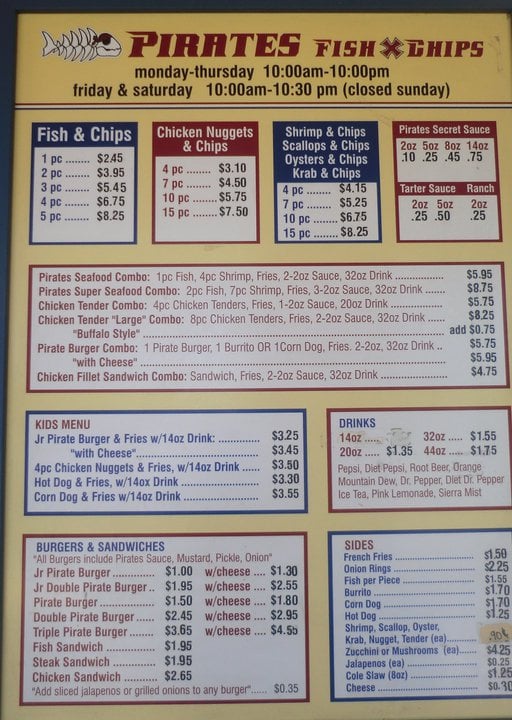 PIRATES FISH & CHIPS
monday-thursday 10:00am-10:00pm
friday & saturday 10:00am-10:30 pm (closed sunday)
Fish & Chips
1 pc ........ $2.45
2 pc ........ $3.95
3 pc ........ $5.45
4 pc ........ $6.75
5 pc ........ $8.25
Chicken Nuggets
& Chips
4 pc ....... $3.10
7 pc ....... $4.50
10 pc ...... $5.75
15 pc ...... $7.50
Shrimp & Chips
Scallops & Chips
Oysters & Chips
Krab & Chips
4 pc ........ $4.15
7 pc ........ $5.25
10 pc ....... $6.75
15 pc ....... $8.25
Pirates Secret Sauce
2oz 5oz 8oz 14oz
.10 .25 .45 .75
Tarter Sauce Ranch
2oz 5oz 2oz
.25 .50 .25
Pirates Seafood Combo: 1pc Fish, 4pc Shrimp, Fries, 2-2oz Sauce, 32oz Drink .................. $5.95
Pirates Super Seafood Combo: 2pc Fish, 7pc Shrimp, Fries, 3-2oz Sauce, 32oz Drink ........ $8.75
Chicken Tender Combo: 4pc Chicken Tenders, Fries, 1-2oz Sauce, 20oz Drink .................... $5.75
Chicken Tender "Large" Combo: 8pc Chicken Tenders, Fries, 2-2oz Sauce, 32oz Drink ...... $8.25
"Buffalo Style" ........................ add $0.75
Pirate Burger Combo: 1 Pirate Burger, 1 Burrito OR 1Corn Dog, Fries. 2-2oz, 32oz Drink .. $5.75
"with Cheese" ........................ $5.95
Chicken Fillet Sandwich Combo: Sandwich, Fries, 2-2oz Sauce, 32oz Drink ...................... $4.75
KIDS MENU
Jr Pirate Burger & Fries w/14oz Drink: ............. $3.25
"with Cheese" .................... $3.45
4pc Chicken Nuggets & Fries, w/14oz Drink ..... $3.50
Hot Dog & Fries, w/14ox Drink ..................... $3.30
Corn Dog & Fries w/14oz Drink .................... $3.55
DRINKS
14oz ..... 32oz ..... $1.55
20oz ..... $1.35 44oz ..... $1.75
Pepsi, Diet Pepsi, Root Beer, Orange
Mountain Dew, Dr. Pepper, Diet Dr. Pepper
Ice Tea, Pink Lemonade, Sierra Mist
BURGERS & SANDWICHES
"All Burgers include Pirates Sauce, Mustard, Pickle, Onion"
Jr Pirate Burger ............ $1.00 w/cheese .... $1.30
Jr Double Pirate Burger .. $1.95 w/cheese .... $2.55
Pirate Burger ............... $1.50 w/cheese .... $1.80
Double Pirate Burger ...... $2.45 w/cheese .... $2.95
Triple Pirate Burger ....... $3.65 w/cheese .... $4.55
Fish Sandwich .............. $1.95
Steak Sandwich ............ $1.95
Chicken Sandwich ......... $2.65
"Add sliced jalapenos or grilled onions to any burger"..... $0.35
SIDES
French Fries ........................ $1.50
Onion Rings ........................ $2.25
Fish per Piece ...................... $1.55
Burrito .............................. $1.70
Corn Dog ........................... $1.70
Hot Dog ............................ $1.25
Shrimp, Scallop, Oyster,
Krab, Nugget, Tender (ea)......... .90¢
Zucchini or Mushrooms (ea)..... $4.25
Jalapenos (ea) ..................... $0.25
Cole Slaw (8oz) .................... $1.25
Cheese .............................. $0.30